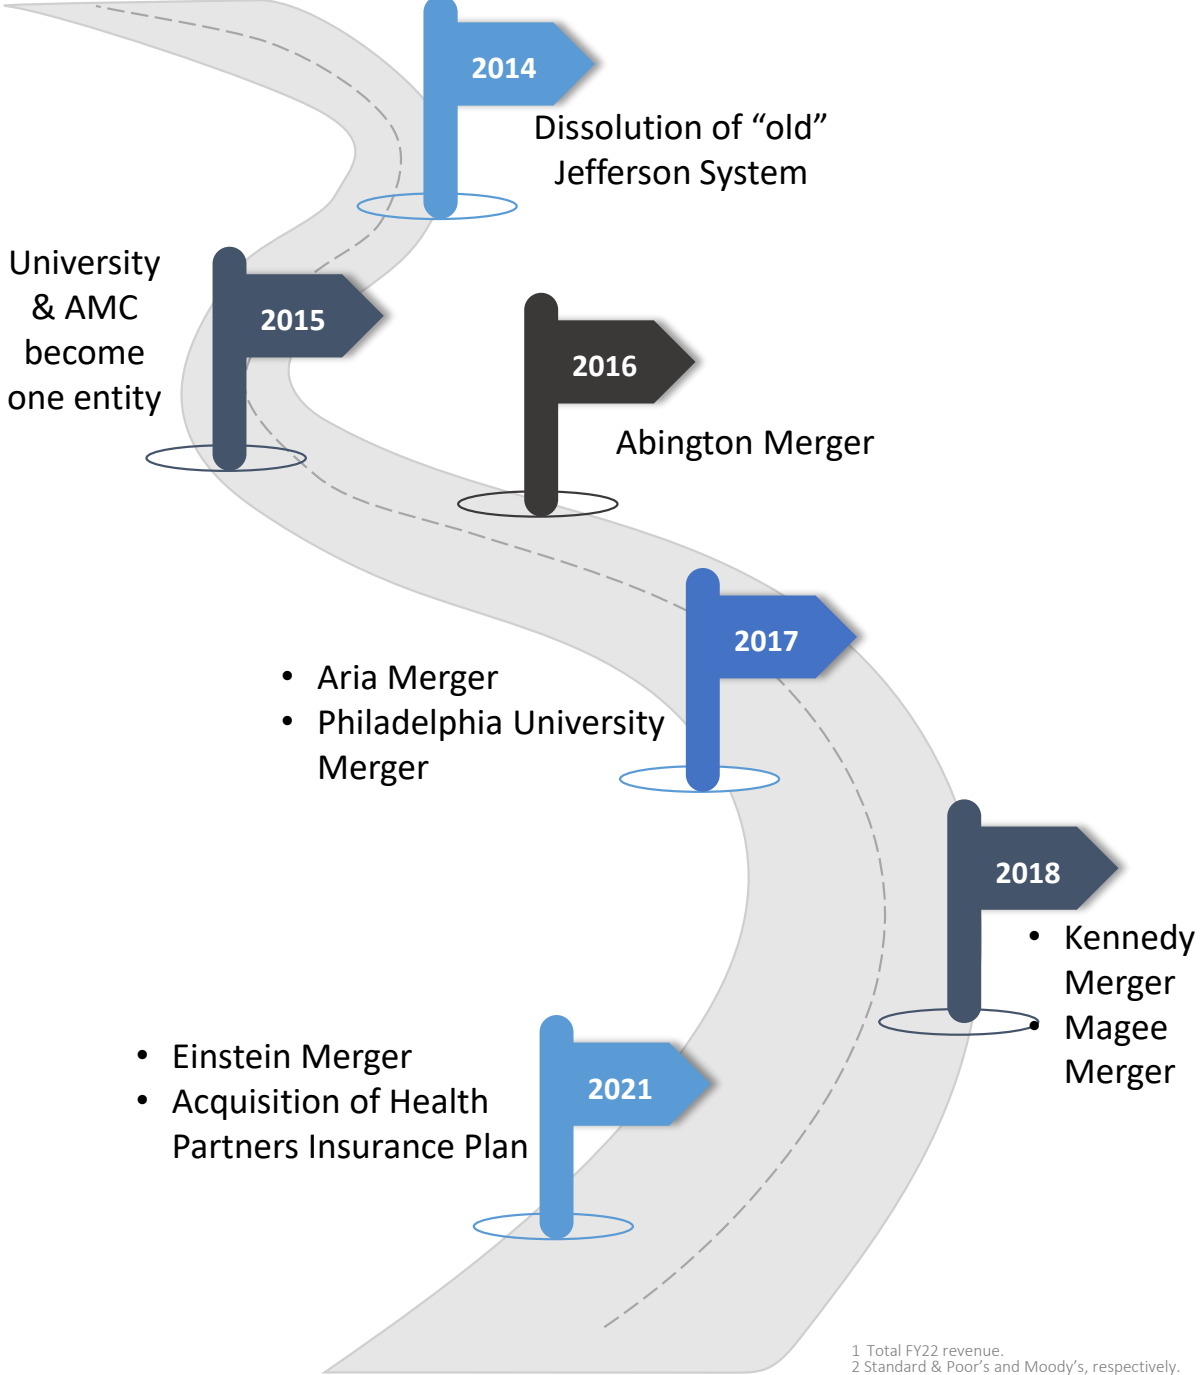 2014
Dissolution of “old”
Jefferson System
University
& AMC
become
one entity
2015
2016
Abington Merger
2017
• Aria Merger
• Philadelphia University
Merger
2018
• Kennedy
Merger
• Magee
Merger
• Einstein Merger
• Acquisition of Health
Partners Insurance Plan
2021
1 Total FY22 revenue.
2 Standard & Poor’s and Moody’s, respectively.